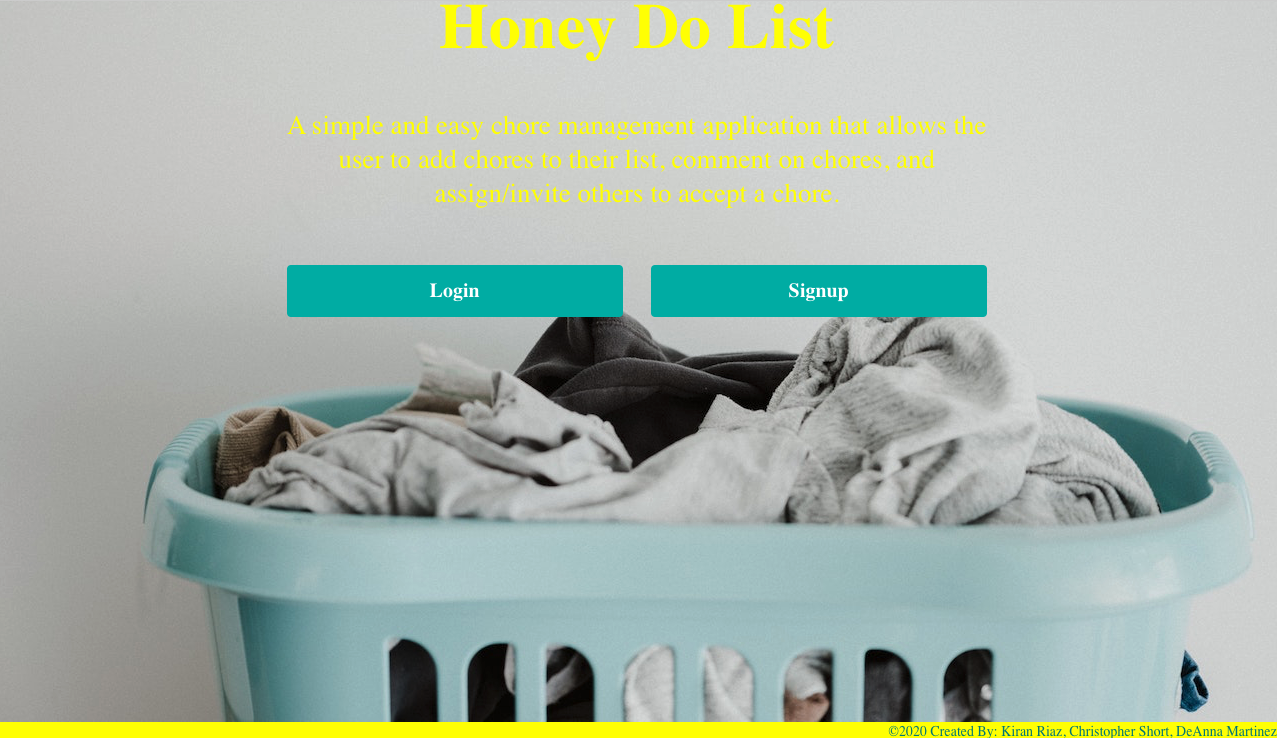 Honey Do List
A simple and easy chore management application that allows the
user to add chores to their list, comment on chores, and
assign/invite others to accept a chore.
Login
Signup
©2020 Created By: Kiran Riaz, Christopher Short, DeAnna Martinez